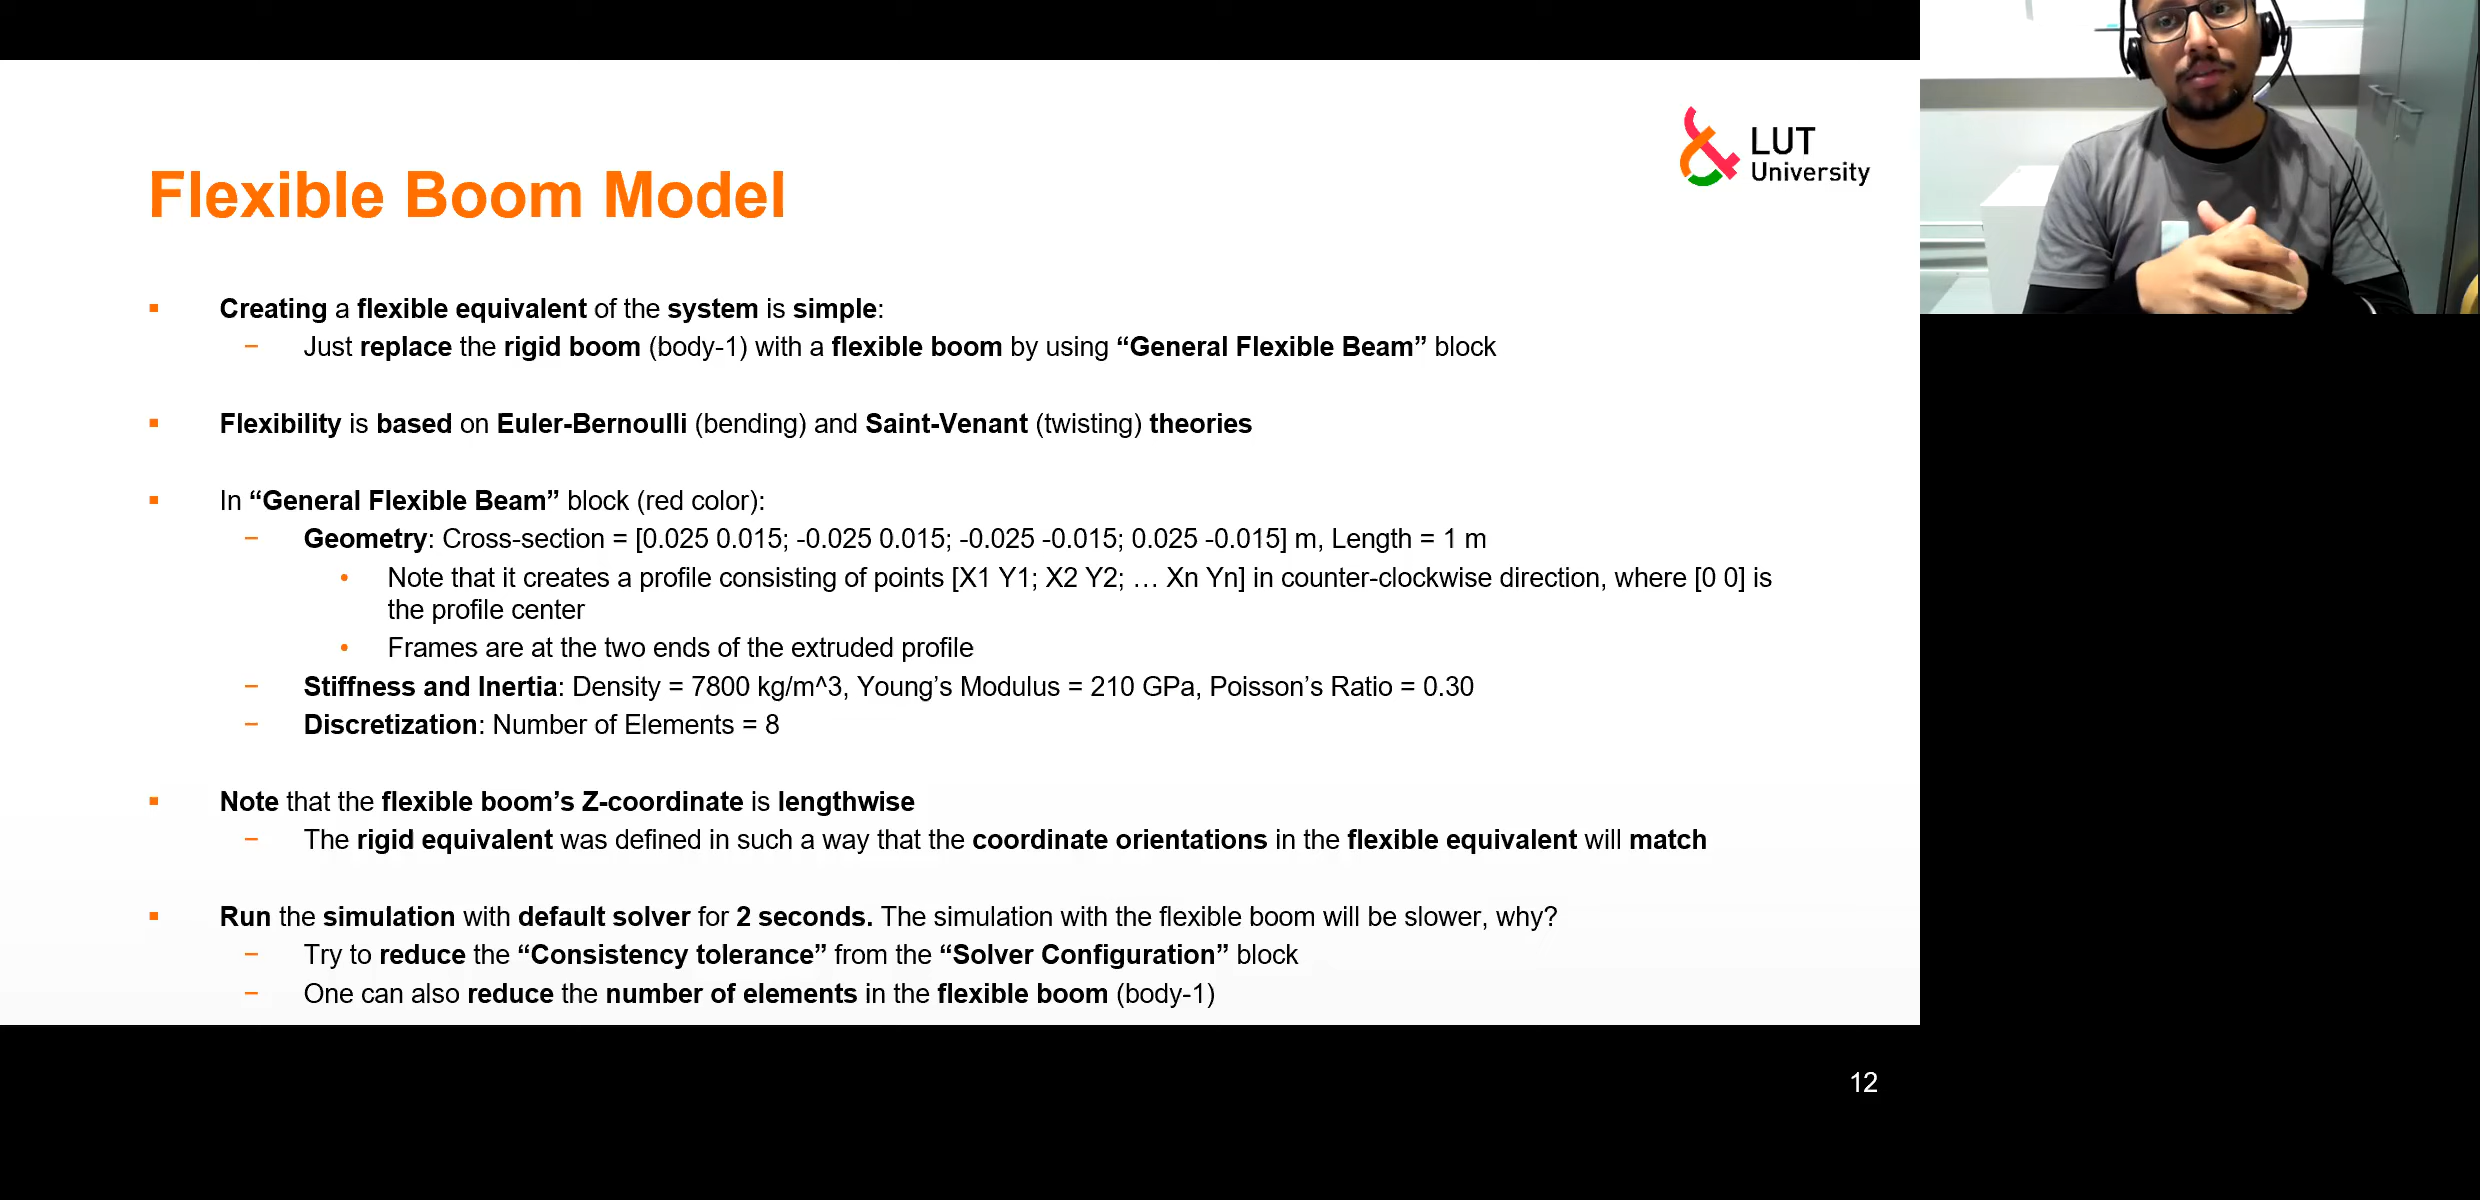 LUT
University
Flexible Boom Model
▪ Creating a flexible equivalent of the system is simple:
− Just replace the rigid boom (body-1) with a flexible boom by using “General Flexible Beam” block
▪ Flexibility is based on Euler-Bernoulli (bending) and Saint-Venant (twisting) theories
▪ In “General Flexible Beam” block (red color):
− Geometry: Cross-section = [0.025 0.015; -0.025 0.015; -0.025 -0.015; 0.025 -0.015] m, Length = 1 m
• Note that it creates a profile consisting of points [X1 Y1; X2 Y2; … Xn Yn] in counter-clockwise direction, where [0 0] is
the profile center
• Frames are at the two ends of the extruded profile
− Stiffness and Inertia: Density = 7800 kg/m^3, Young’s Modulus = 210 GPa, Poisson’s Ratio = 0.30
− Discretization: Number of Elements = 8
▪ Note that the flexible boom’s Z-coordinate is lengthwise
− The rigid equivalent was defined in such a way that the coordinate orientations in the flexible equivalent will match
▪ Run the simulation with default solver for 2 seconds. The simulation with the flexible boom will be slower, why?
− Try to reduce the “Consistency tolerance” from the “Solver Configuration” block
− One can also reduce the number of elements in the flexible boom (body-1)
12